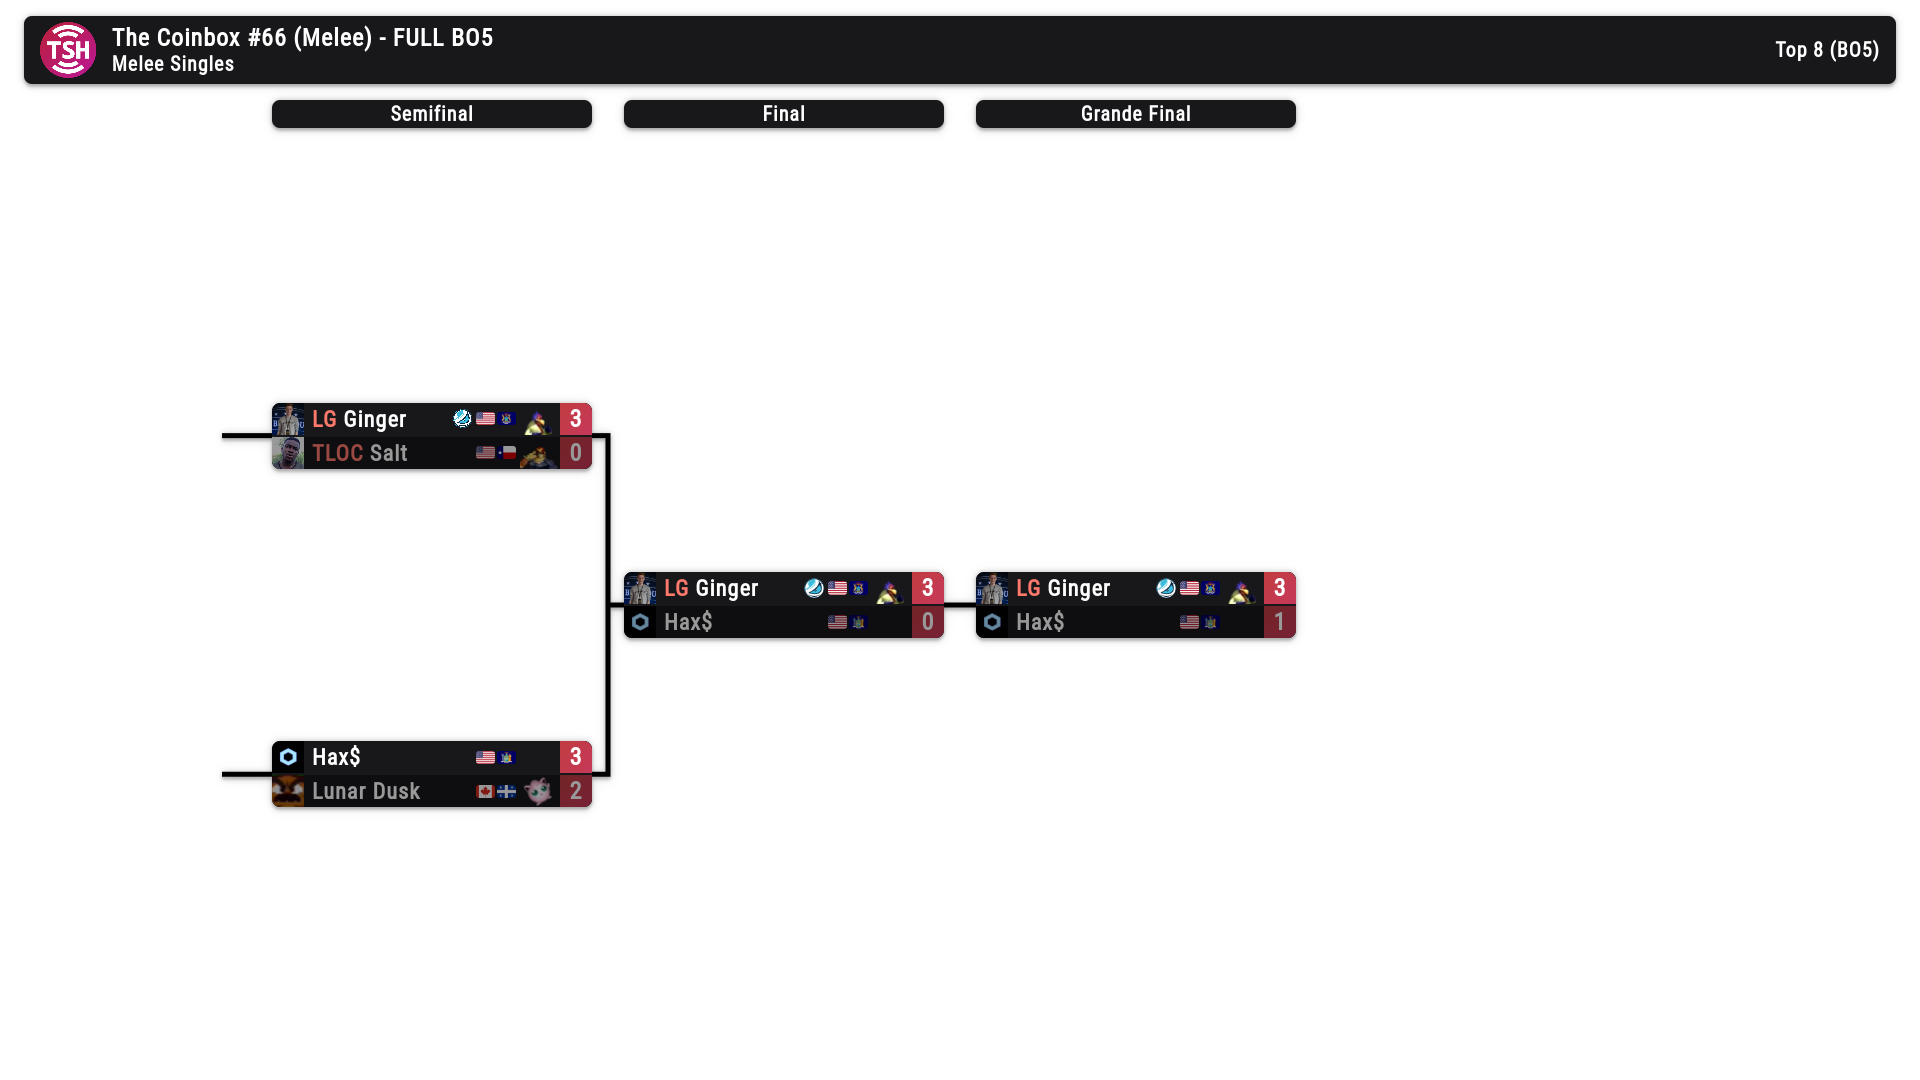 TSH
The Coinbox #66 (Melee) - FULL BO5
Melee Singles
Top 8 (BO5)
Semifinal
Final
Grande Final
LG Ginger 3
TLOC Salt 0
LG Ginger 3
Hax$ 0
LG Ginger 3
Hax$ 1
Hax$ 3
Lunar Dusk 2